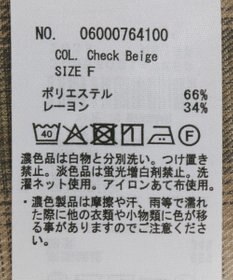 NO. 06000764100
COL. Check Beige
SIZE F
ポリエステル 66%
レーヨン 34%
40 F
濃色品は白物と分別洗い。つけ置き
禁止。淡色は蛍光増白剤禁止。洗
濯ネット使用。アイロンあて布使用。
・濃色製品は摩擦や汗、雨等で濡れ
た際に他の衣類や小物類に色が移
る事がありますのでご注意下さい。